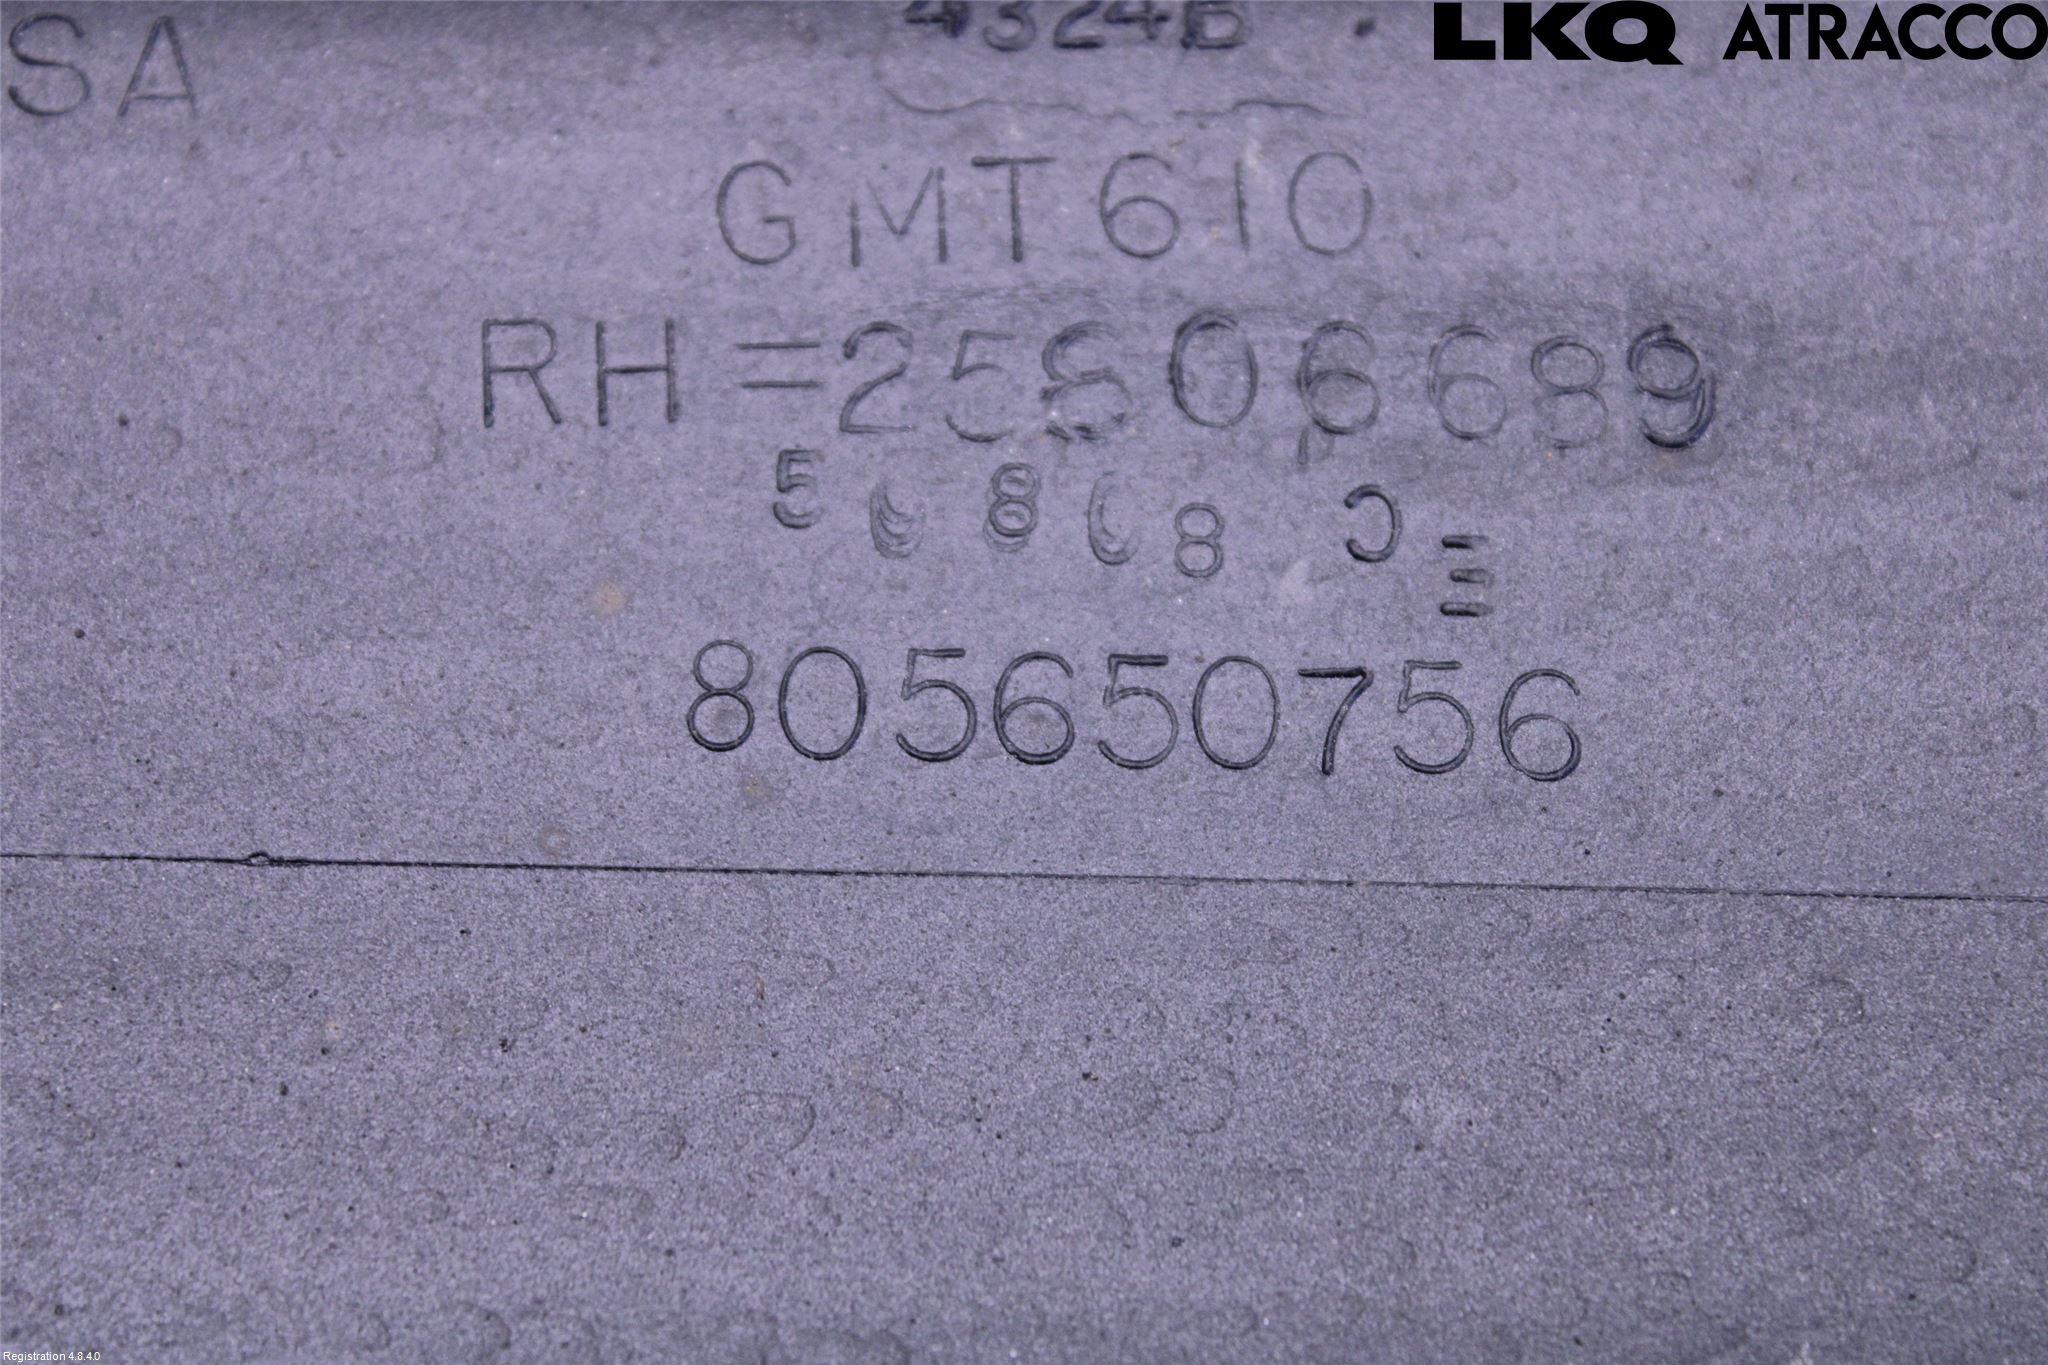 LKQ ATRACCO
SA
GMT610
RH=25806689
805650756
Registration 4.8.4.0